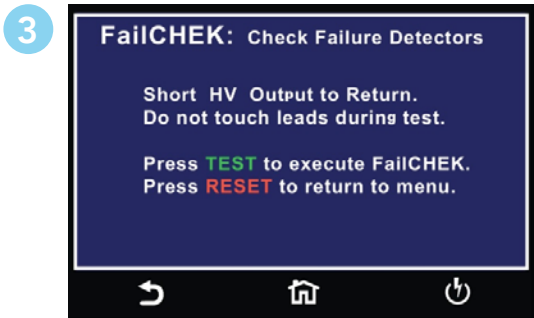 3
FailCHEK: Check Failure Detectors
Short HV Output to Return.
Do not touch leads during test.
Press TEST to execute FailCHEK.
Press RESET to return to menu.